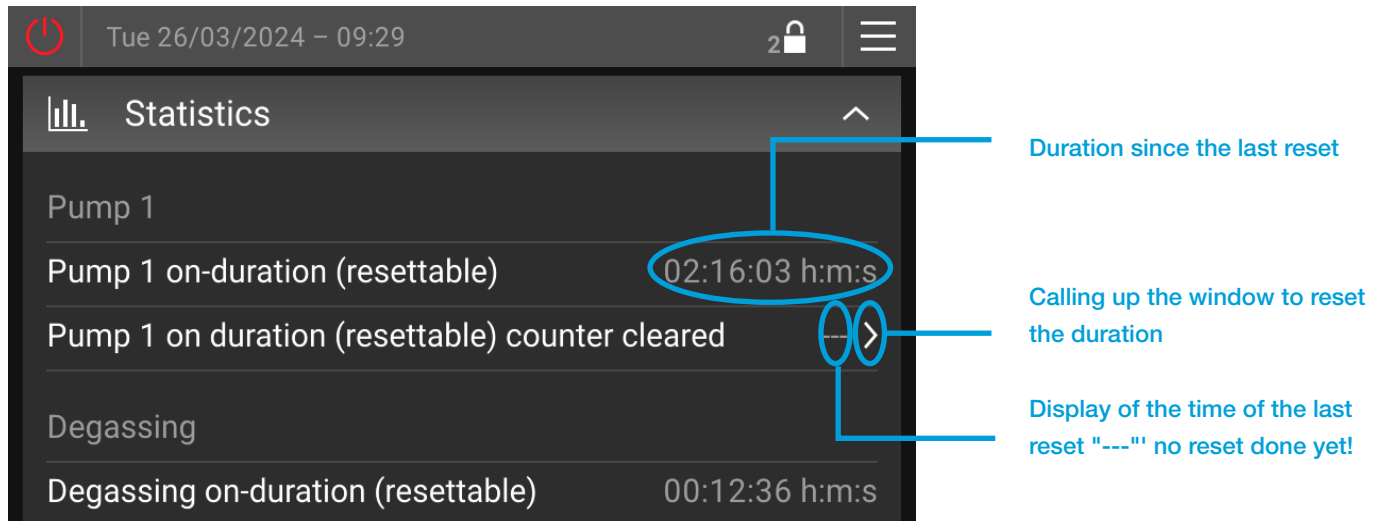 Tue 26/03/2024 – 09:29
2
Statistics
Duration since the last reset
Pump 1
Pump 1 on-duration (resettable) 02:16:03 h:m:s
Calling up the window to reset
the duration
Pump 1 on duration (resettable) counter cleared ---
Display of the time of the last
reset "---"' no reset done yet!
Degassing
Degassing on-duration (resettable) 00:12:36 h:m:s